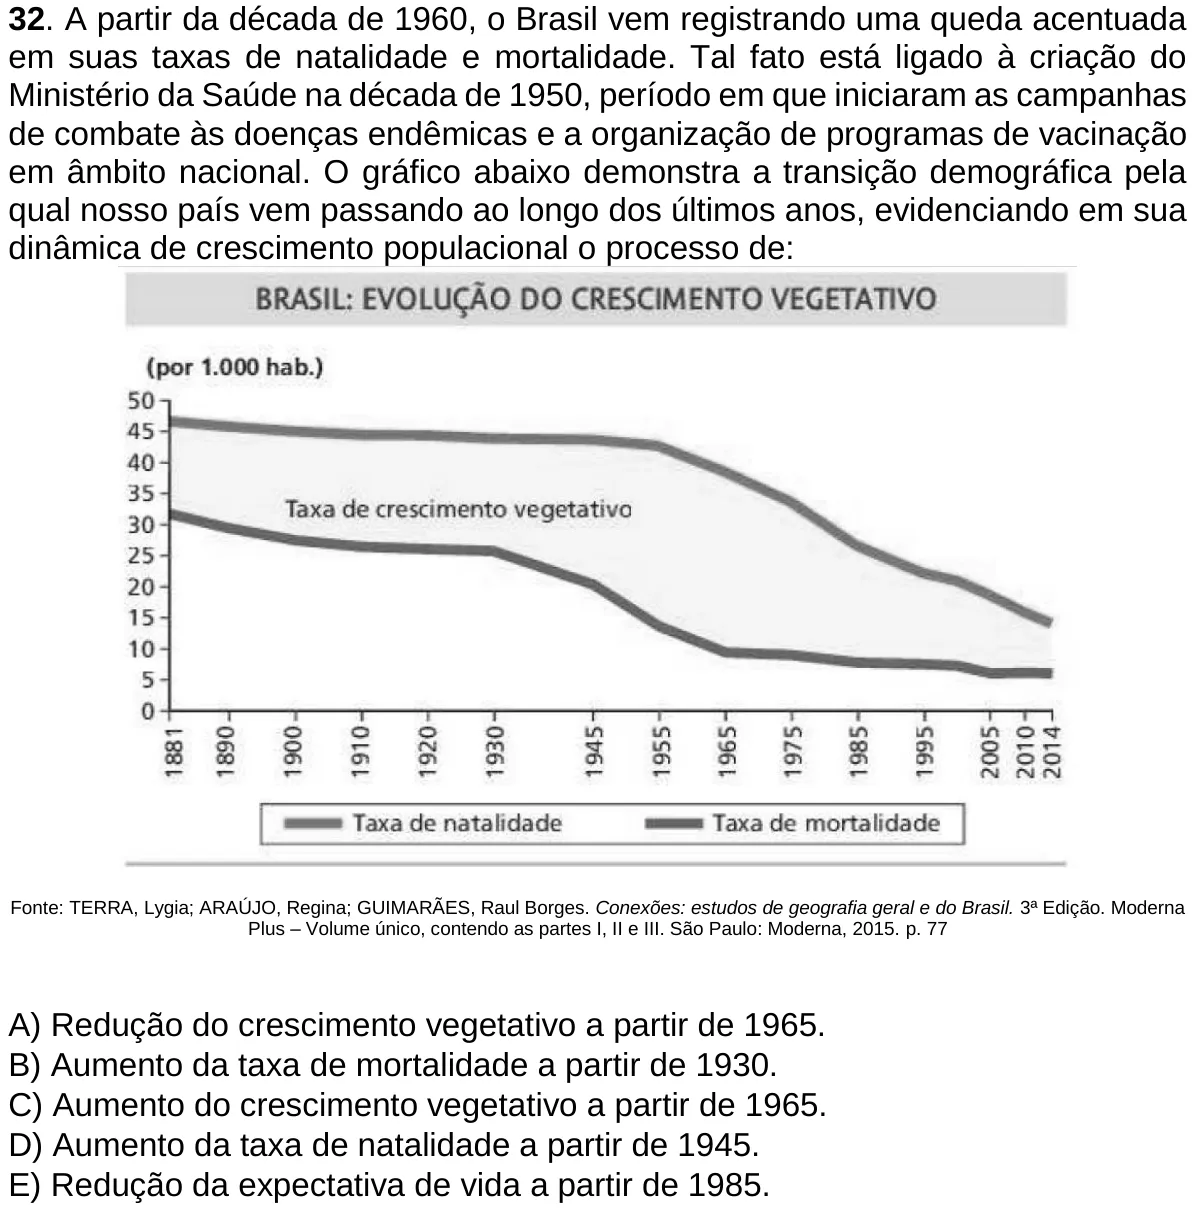 32. A partir da década de 1960, o Brasil vem registrando uma queda acentuada
em suas taxas de natalidade e mortalidade. Tal fato está ligado à criação do
Ministério da Saúde na década de 1950, período em que iniciaram as campanhas
de combate às doenças endêmicas e a organização de programas de vacinação
em âmbito nacional. O gráfico abaixo demonstra a transição demográfica pela
qual nosso país vem passando ao longo dos últimos anos, evidenciando em sua
dinâmica de crescimento populacional o processo de:
BRASIL: EVOLUÇÃO DO CRESCIMENTO VEGETATIVO
(por 1.000 hab.)
50
45
40
35
Taxa de crescimento vegetativo
30
25
20
15
10
5
0
1881 1890 1900 1910 1920 1930 1945 1955 1965 1975 1985 1995 2005 2010 2014
Taxa de natalidade Taxa de mortalidade
Fonte: TERRA, Lygia; ARAÚJO, Regina; GUIMARÃES, Raul Borges. Conexões: estudos de geografia geral e do Brasil. 3ª Edição. Moderna
Plus – Volume único, contendo as partes I, II e III. São Paulo: Moderna, 2015. p. 77
A) Redução do crescimento vegetativo a partir de 1965.
B) Aumento da taxa de mortalidade a partir de 1930.
C) Aumento do crescimento vegetativo a partir de 1965.
D) Aumento da taxa de natalidade a partir de 1945.
E) Redução da expectativa de vida a partir de 1985.